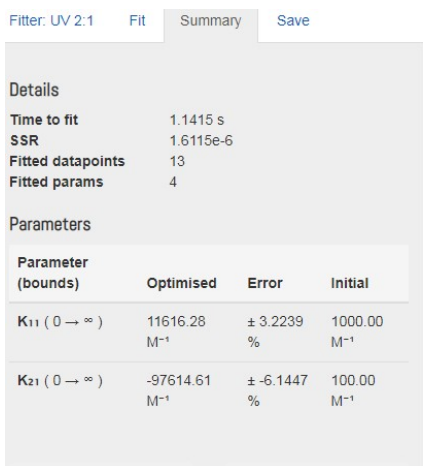 Fitter: UV 2:1 Fit Summary Save
Details
Time to fit 1.1415 s
SSR 1.6115e-6
Fitted datapoints 13
Fitted params 4
Parameters
Parameter (bounds) Optimised Error Initial
K₁₁ ( 0 → ∞ ) 11616.28 M⁻¹ ± 3.2239 % 1000.00 M⁻¹
K₂₁ ( 0 → ∞ ) -97614.61 M⁻¹ ± -6.1447 % 100.00 M⁻¹